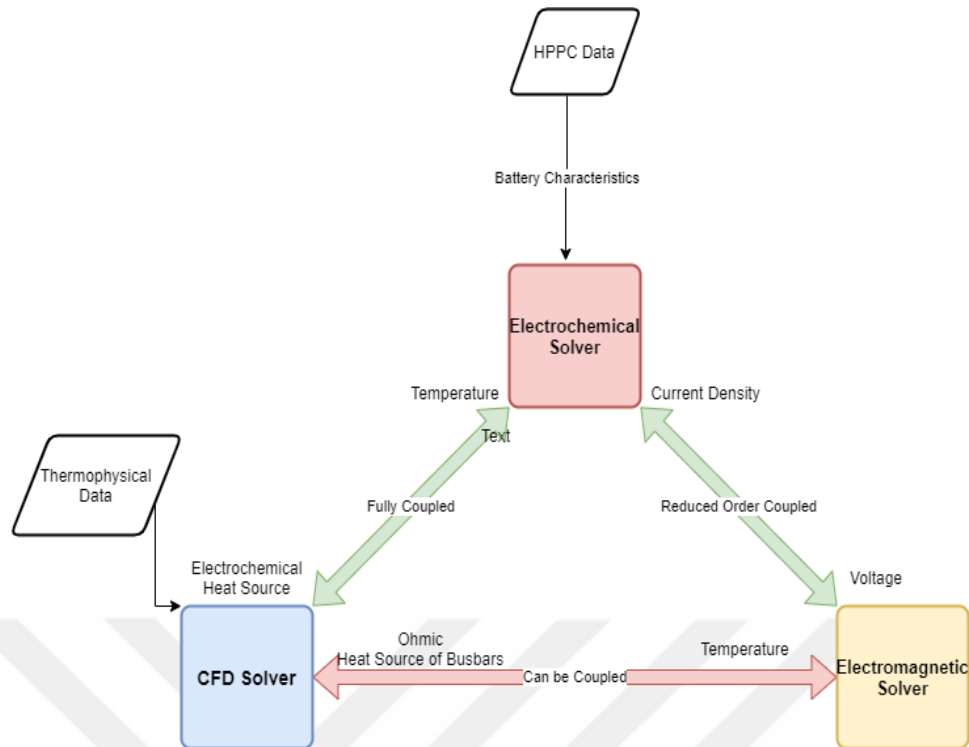 HPPC Data
Battery Characteristics
Electrochemical
Solver
Temperature
Current Density
Text
Thermophysical
Data
Fully Coupled
Reduced Order Coupled
Electrochemical
Heat Source
Voltage
CFD Solver
Ohmic
Heat Source of Busbars
Can be Coupled
Temperature
Electromagnetic
Solver